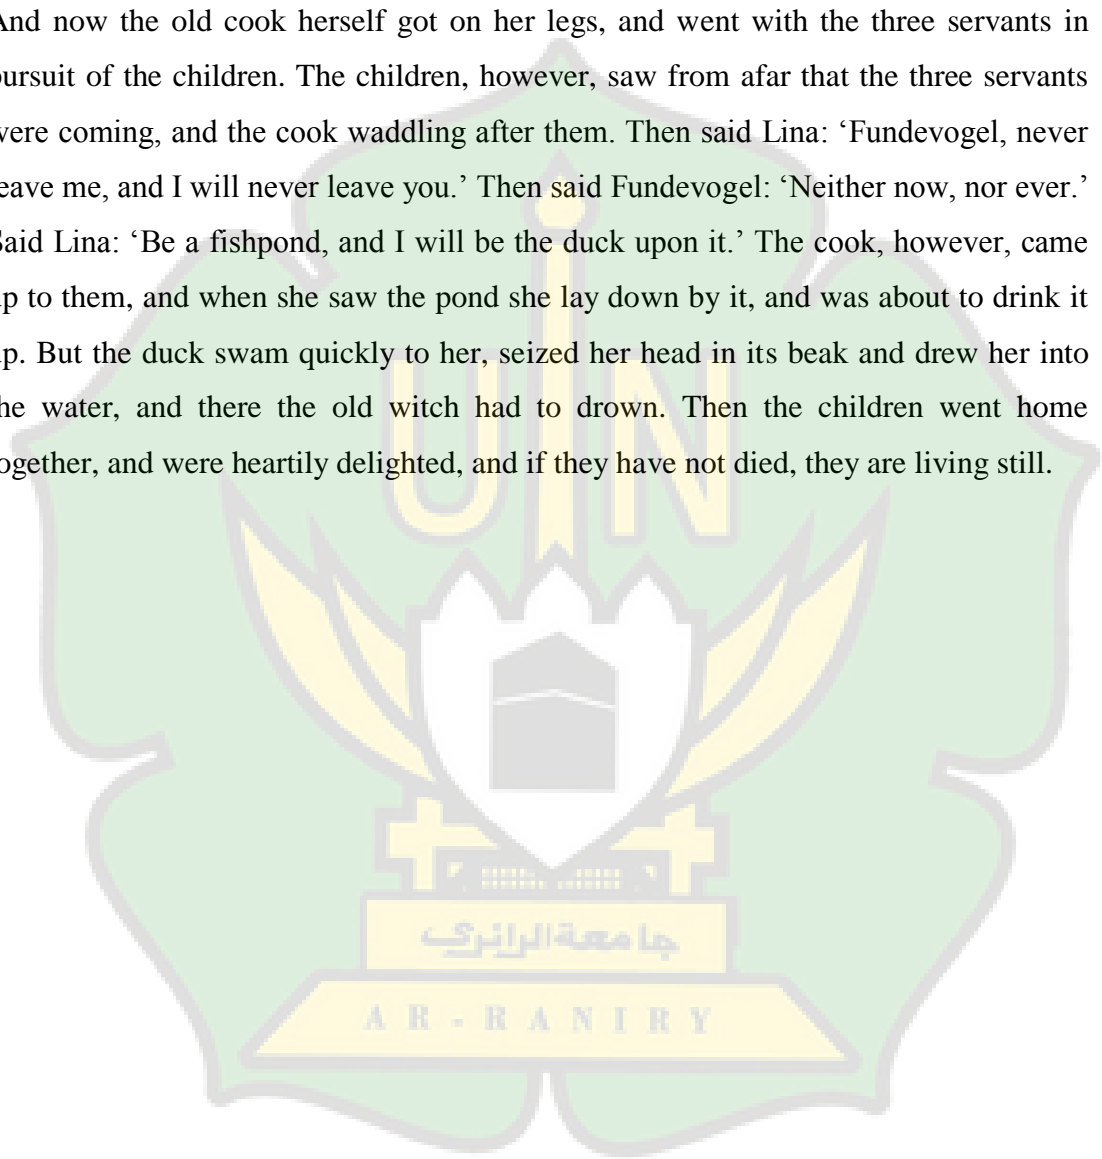 And now the old cook herself got on her legs, and went with the three servants in
pursuit of the children. The children, however, saw from afar that the three servants
were coming, and the cook waddling after them. Then said Lina: ‘Fundevogel, never
leave me, and I will never leave you.’ Then said Fundevogel: ‘Neither now, nor ever.’
Said Lina: ‘Be a fishpond, and I will be the duck upon it.’ The cook, however, came
up to them, and when she saw the pond she lay down by it, and was about to drink it
up. But the duck swam quickly to her, seized her head in its beak and drew her into
the water, and there the old witch had to drown. Then the children went home
together, and were heartily delighted, and if they have not died, they are living still.
UIN
جامعة الرانري
AR-RANIRY